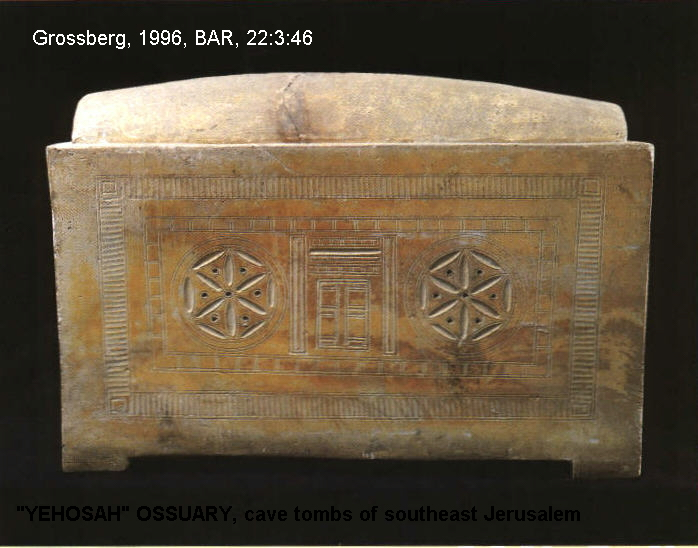 Grossberg, 1996, BAR, 22:3:46
"YEHOSAH" OSSUARY, cave tombs of southeast Jerusalem